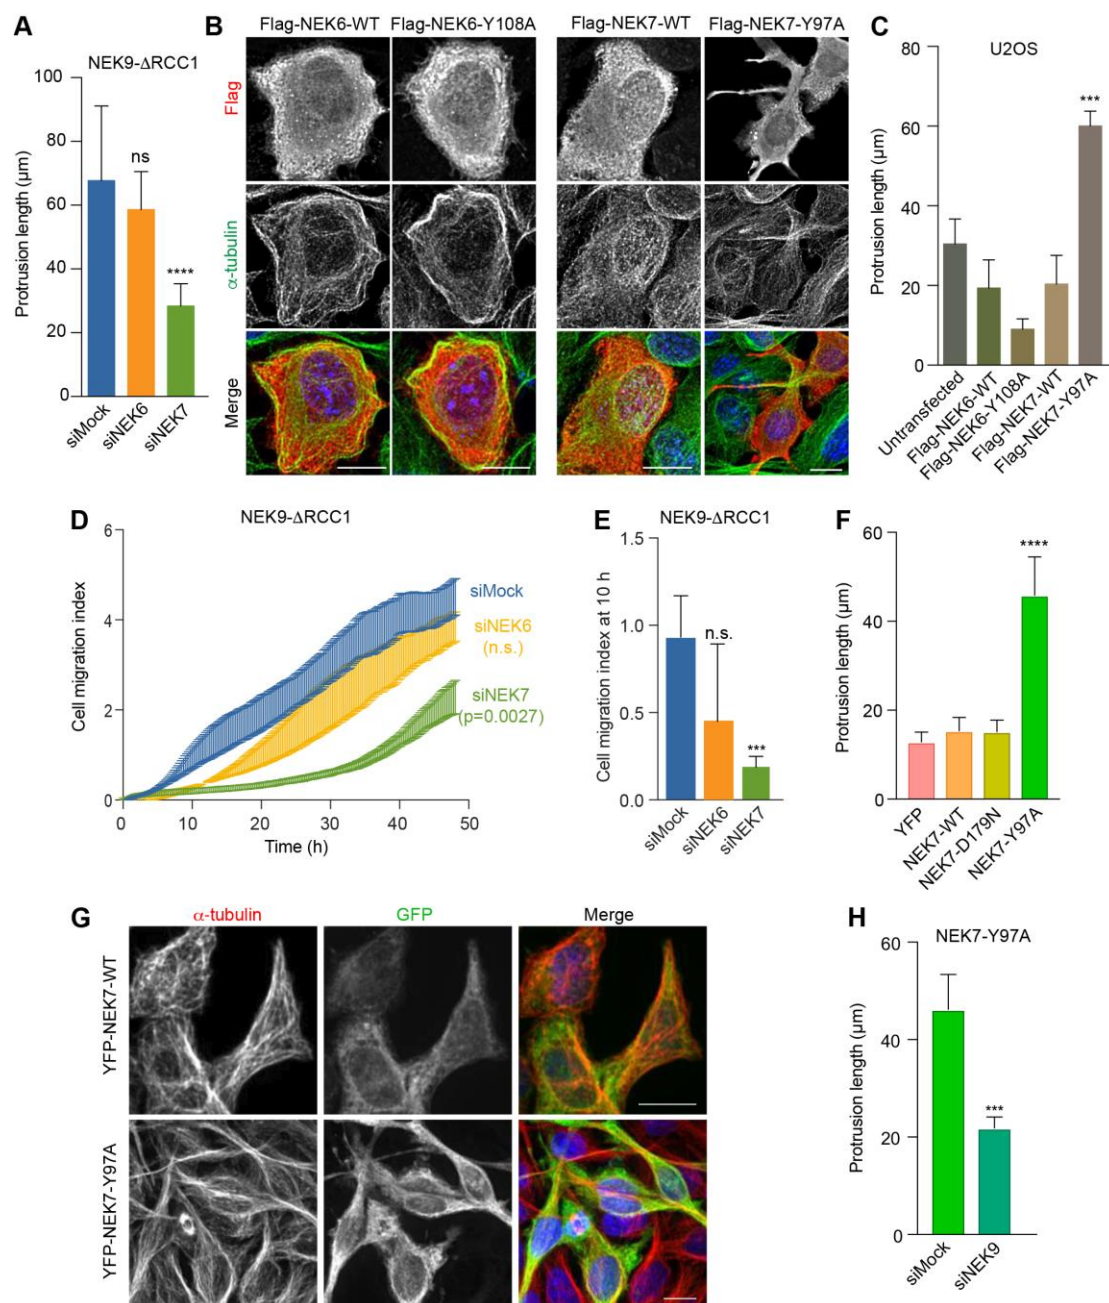 A
NEK9-ΔRCC1
Protrusion length (µm)
100
80
60
40
20
0
ns
****
siMock
siNEK6
siNEK7
B
Flag-NEK6-WT
Flag-NEK6-Y108A
Flag-NEK7-WT
Flag-NEK7-Y97A
Flag
α-tubulin
Merge
C
U2OS
Protrusion length (µm)
80
60
40
20
0
***
Untransfected
Flag-NEK6-WT
Flag-NEK6-Y108A
Flag-NEK7-WT
Flag-NEK7-Y97A
D
NEK9-ΔRCC1
Cell migration index
6
4
2
0
0
10
20
30
40
50
Time (h)
siMock
siNEK6
(n.s.)
siNEK7
(p=0.0027)
E
NEK9-ΔRCC1
Cell migration index at 10 h
1.5
1.0
0.5
0.0
n.s.
***
siMock
siNEK6
siNEK7
F
Protrusion length (µm)
60
40
20
0
****
YFP
NEK7-WT
NEK7-D179N
NEK7-Y97A
G
α-tubulin
GFP
Merge
YFP-NEK7-WT
YFP-NEK7-Y97A
H
NEK7-Y97A
Protrusion length (µm)
60
40
20
0
***
siMock
siNEK9